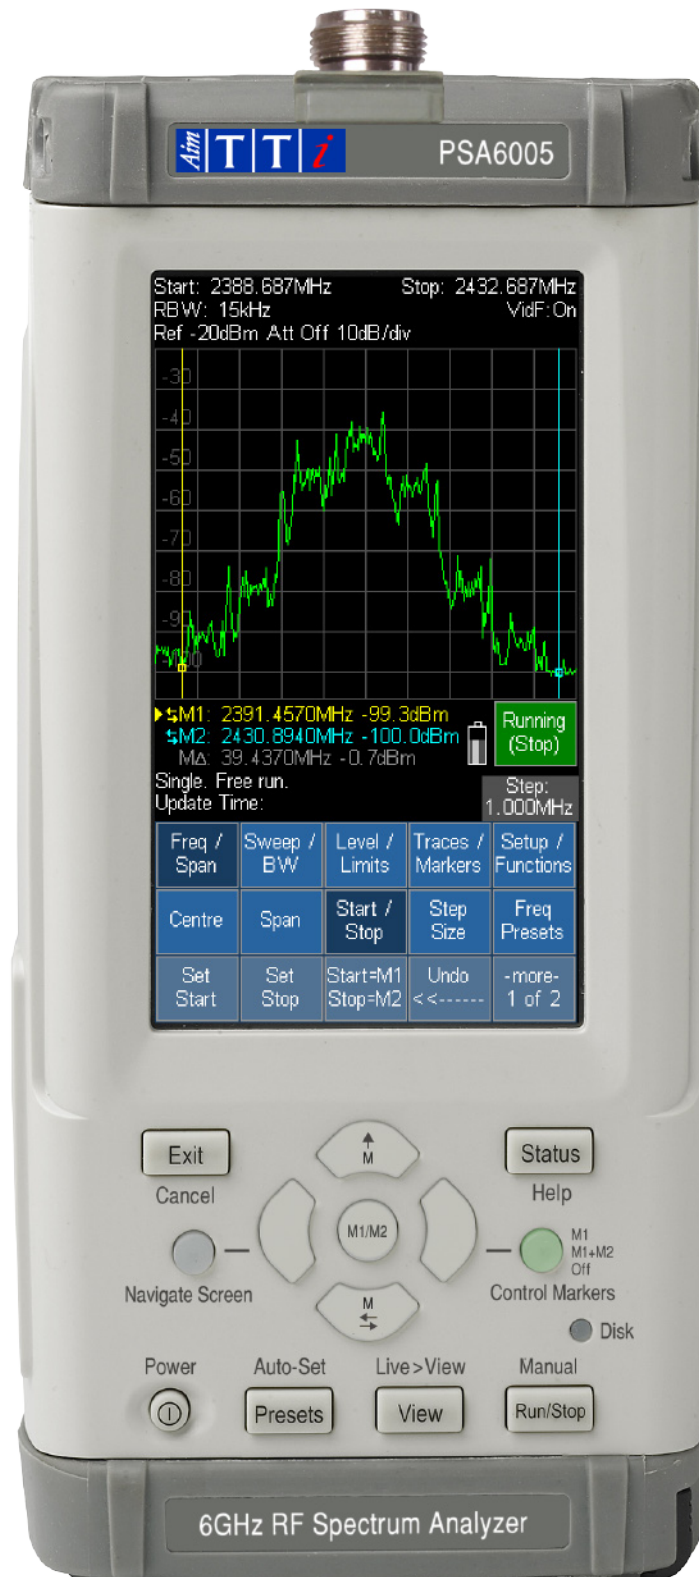 Aim TTi
PSA6005
Start: 2388.687MHz Stop: 2432.687MHz
RBW: 15kHz VidF: On
Ref -20dBm Att Off 10dB/div
-30
-40
-50
-60
-70
-80
-90
-100
M1: 2391.4570MHz -99.3dBm
M2: 2430.8940MHz -100.0dBm
MΔ: 39.4370MHz -0.7dBm
Running
(Stop)
Single. Free run.
Update Time:
Step:
1.000MHz
Freq / Span
Sweep / BW
Level / Limits
Traces / Markers
Setup / Functions
Centre
Span
Start / Stop
Step Size
Freq Presets
Set Start
Set Stop
Start=M1 Stop=M2
Undo <<------
-more- 1 of 2
Exit
Cancel
M
Status
Help
M1/M2
M1
M1+M2
Off
Navigate Screen
M
Control Markers
Disk
Power
Auto-Set
Live>View
Manual
Presets
View
Run/Stop
6GHz RF Spectrum Analyzer